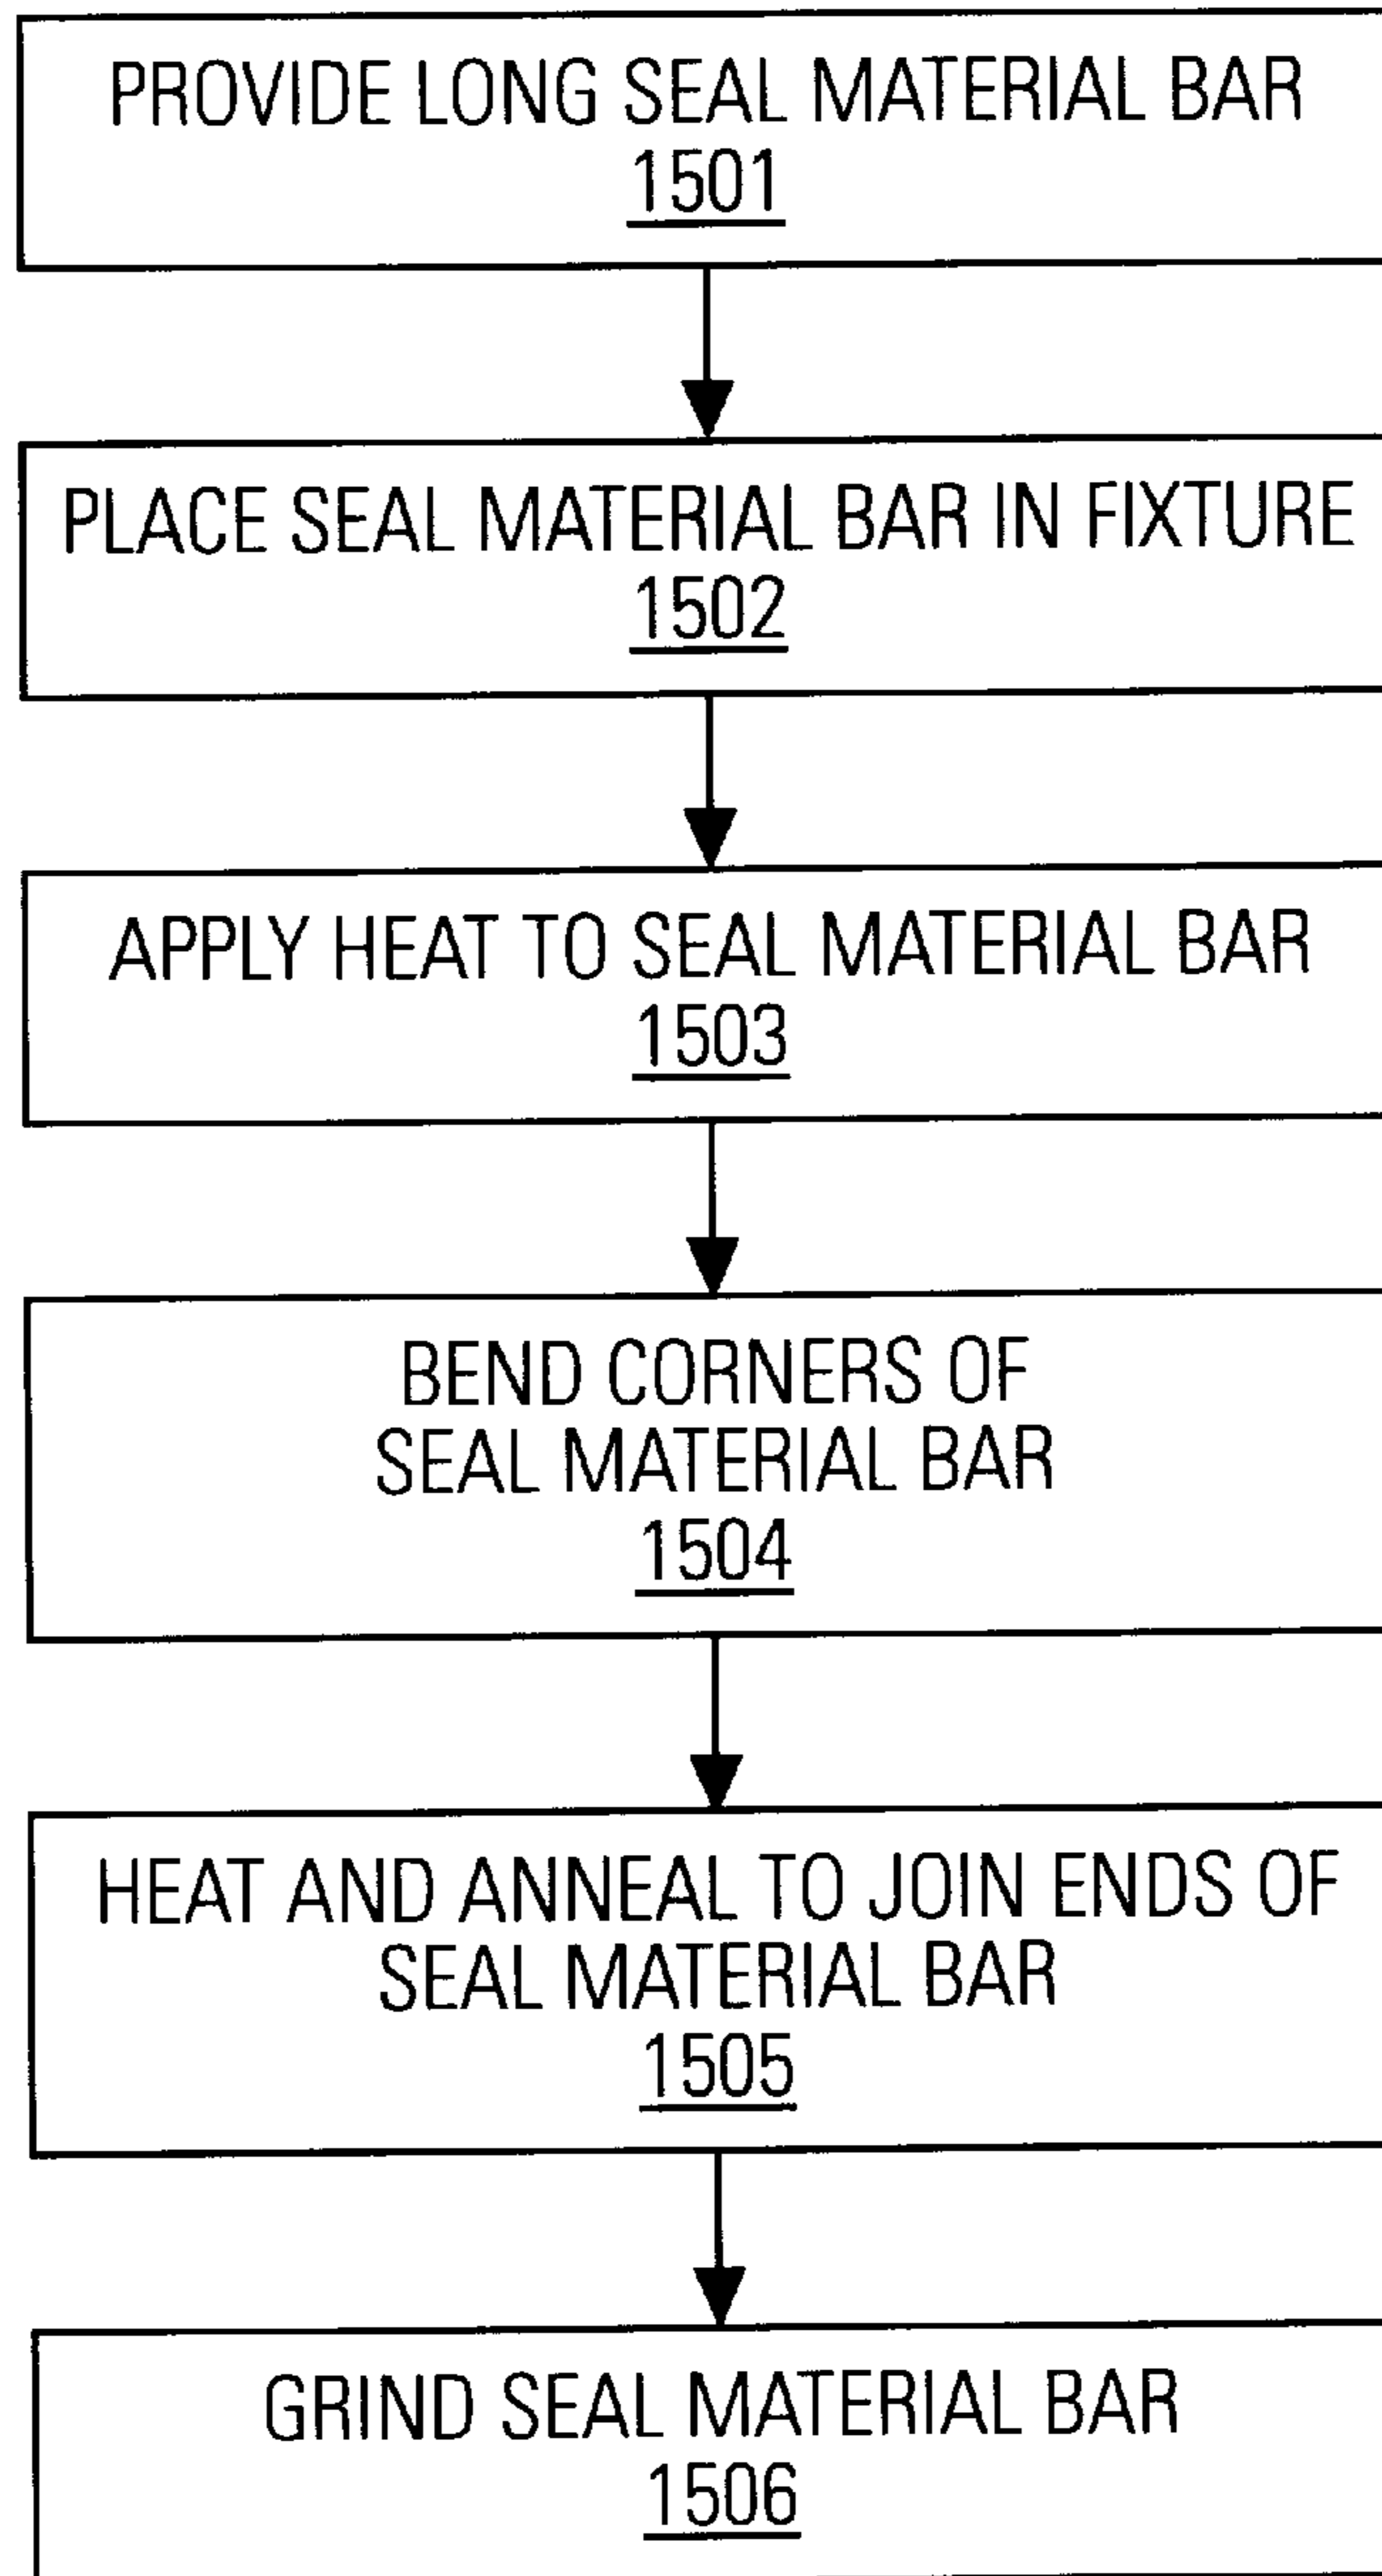 PROVIDE LONG SEAL MATERIAL BAR
1501
PLACE SEAL MATERIAL BAR IN FIXTURE
1502
APPLY HEAT TO SEAL MATERIAL BAR
1503
BEND CORNERS OF
SEAL MATERIAL BAR
1504
HEAT AND ANNEAL TO JOIN ENDS OF
SEAL MATERIAL BAR
1505
GRIND SEAL MATERIAL BAR
1506